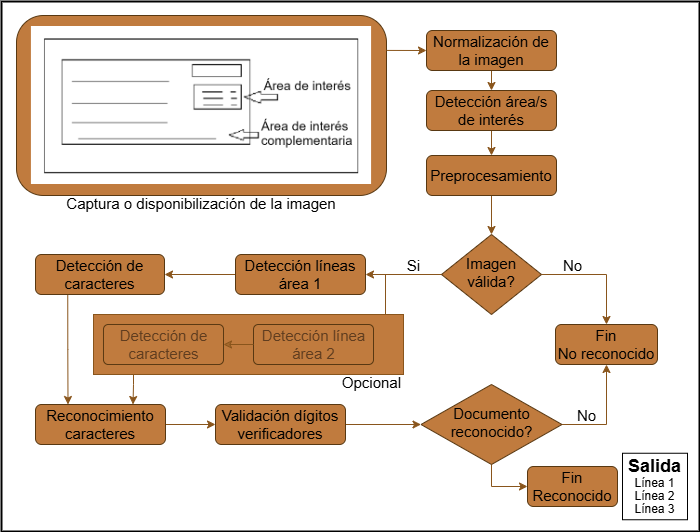 Área de interés
Área de interés
complementaria
Captura o disponibilización de la imagen
Normalización de
la imagen
Detección área/s
de interés
Preprocesamiento
Imagen
válida?
Si
No
Detección líneas
área 1
Detección de
caracteres
Detección línea
área 2
Detección de
caracteres
Opcional
Fin
No reconocido
Reconocimiento
caracteres
Validación dígitos
verificadores
Documento
reconocido?
No
Fin
Reconocido
Salida
Línea 1
Línea 2
Línea 3